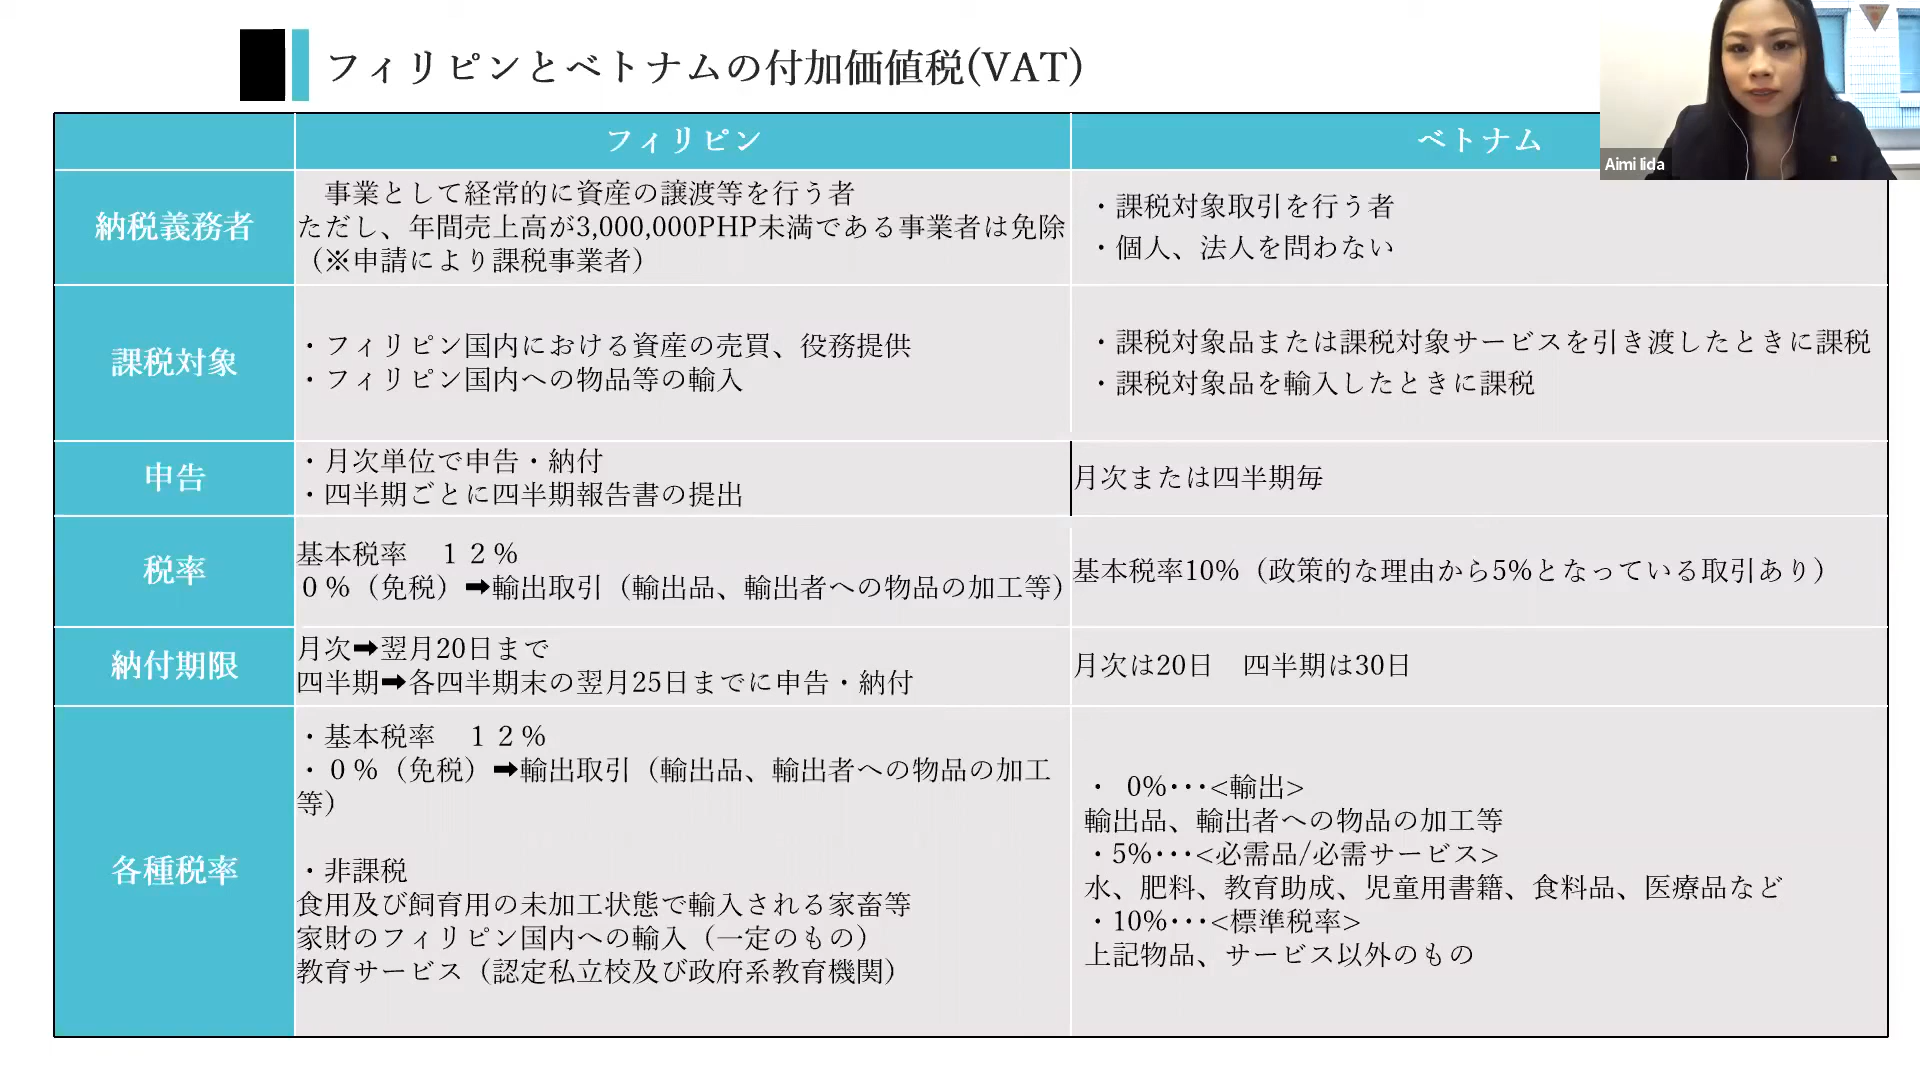 フィリピンとベトナムの付加価値税(VAT)
Aimi Iida
フィリピン
ベトナム
納税義務者
事業として経常的に資産の譲渡等を行う者
ただし、年間売上高が3,000,000PHP未満である事業者は免除
（※申請により課税事業者）
・課税対象取引を行う者
・個人、法人を問わない
課税対象
・フィリピン国内における資産の売買、役務提供
・フィリピン国内への物品等の輸入
・課税対象品または課税対象サービスを引き渡したときに課税
・課税対象品を輸入したときに課税
申告
・月次単位で申告・納付
・四半期ごとに四半期報告書の提出
月次または四半期毎
税率
基本税率　１２%
０%（免税）➡輸出取引（輸出品、輸出者への物品の加工等）
基本税率10%（政策的な理由から5%となっている取引あり）
納付期限
月次➡翌月20日まで
四半期➡各四半期末の翌月25日までに申告・納付
月次は20日　四半期は30日
各種税率
・基本税率　１２%
・０%（免税）➡輸出取引（輸出品、輸出者への物品の加工
等）
・非課税
食用及び飼育用の未加工状態で輸入される家畜等
家財のフィリピン国内への輸入（一定のもの）
教育サービス（認定私立校及び政府系教育機関）
・ 0%･･･<輸出>
輸出品、輸出者への物品の加工等
・5%･･･<必需品/必需サービス>
水、肥料、教育助成、児童用書籍、食料品、医療品など
・10%･･･<標準税率>
上記物品、サービス以外のもの